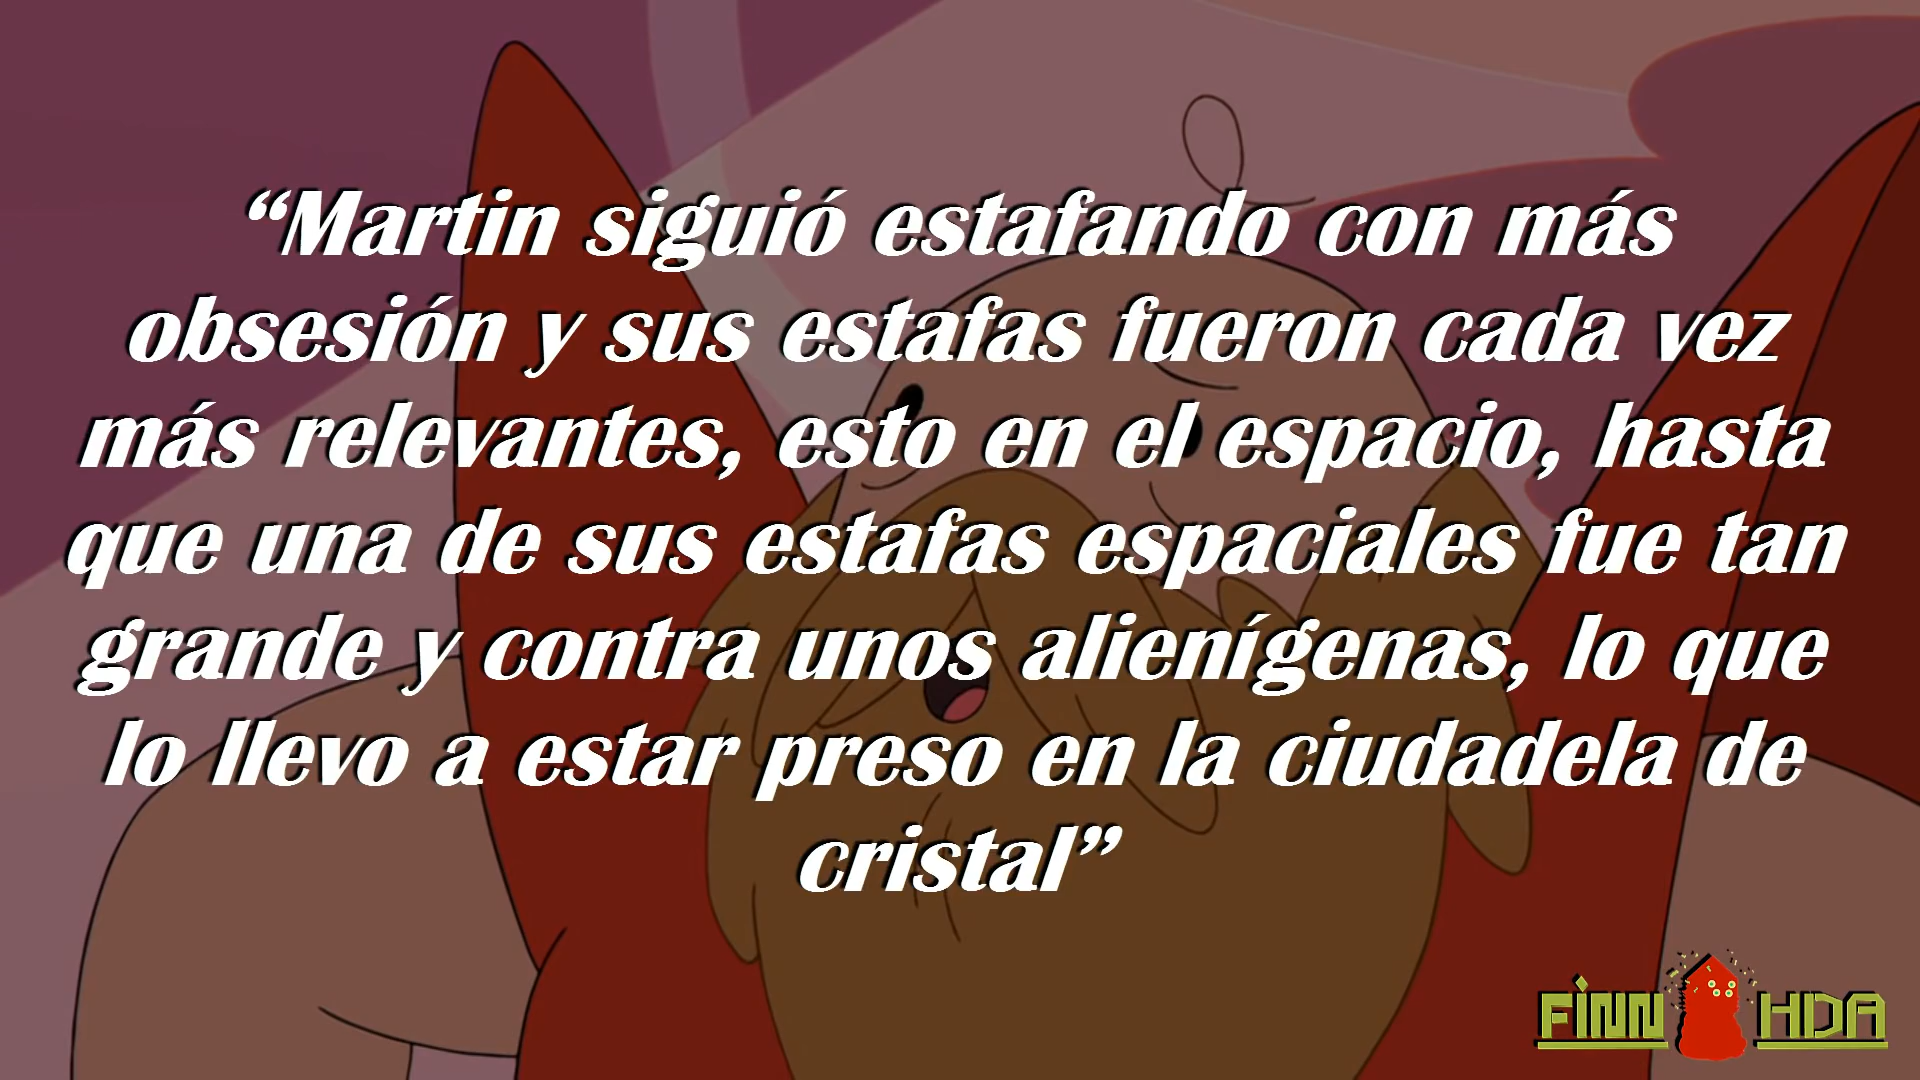 “Martin siguió estafando con más
obsesión y sus estafas fueron cada vez
más relevantes, esto en el espacio, hasta
que una de sus estafas espaciales fue tan
grande y contra unos alienígenas, lo que
lo llevo a estar preso en la ciudadela de
cristal”
FINN HDA